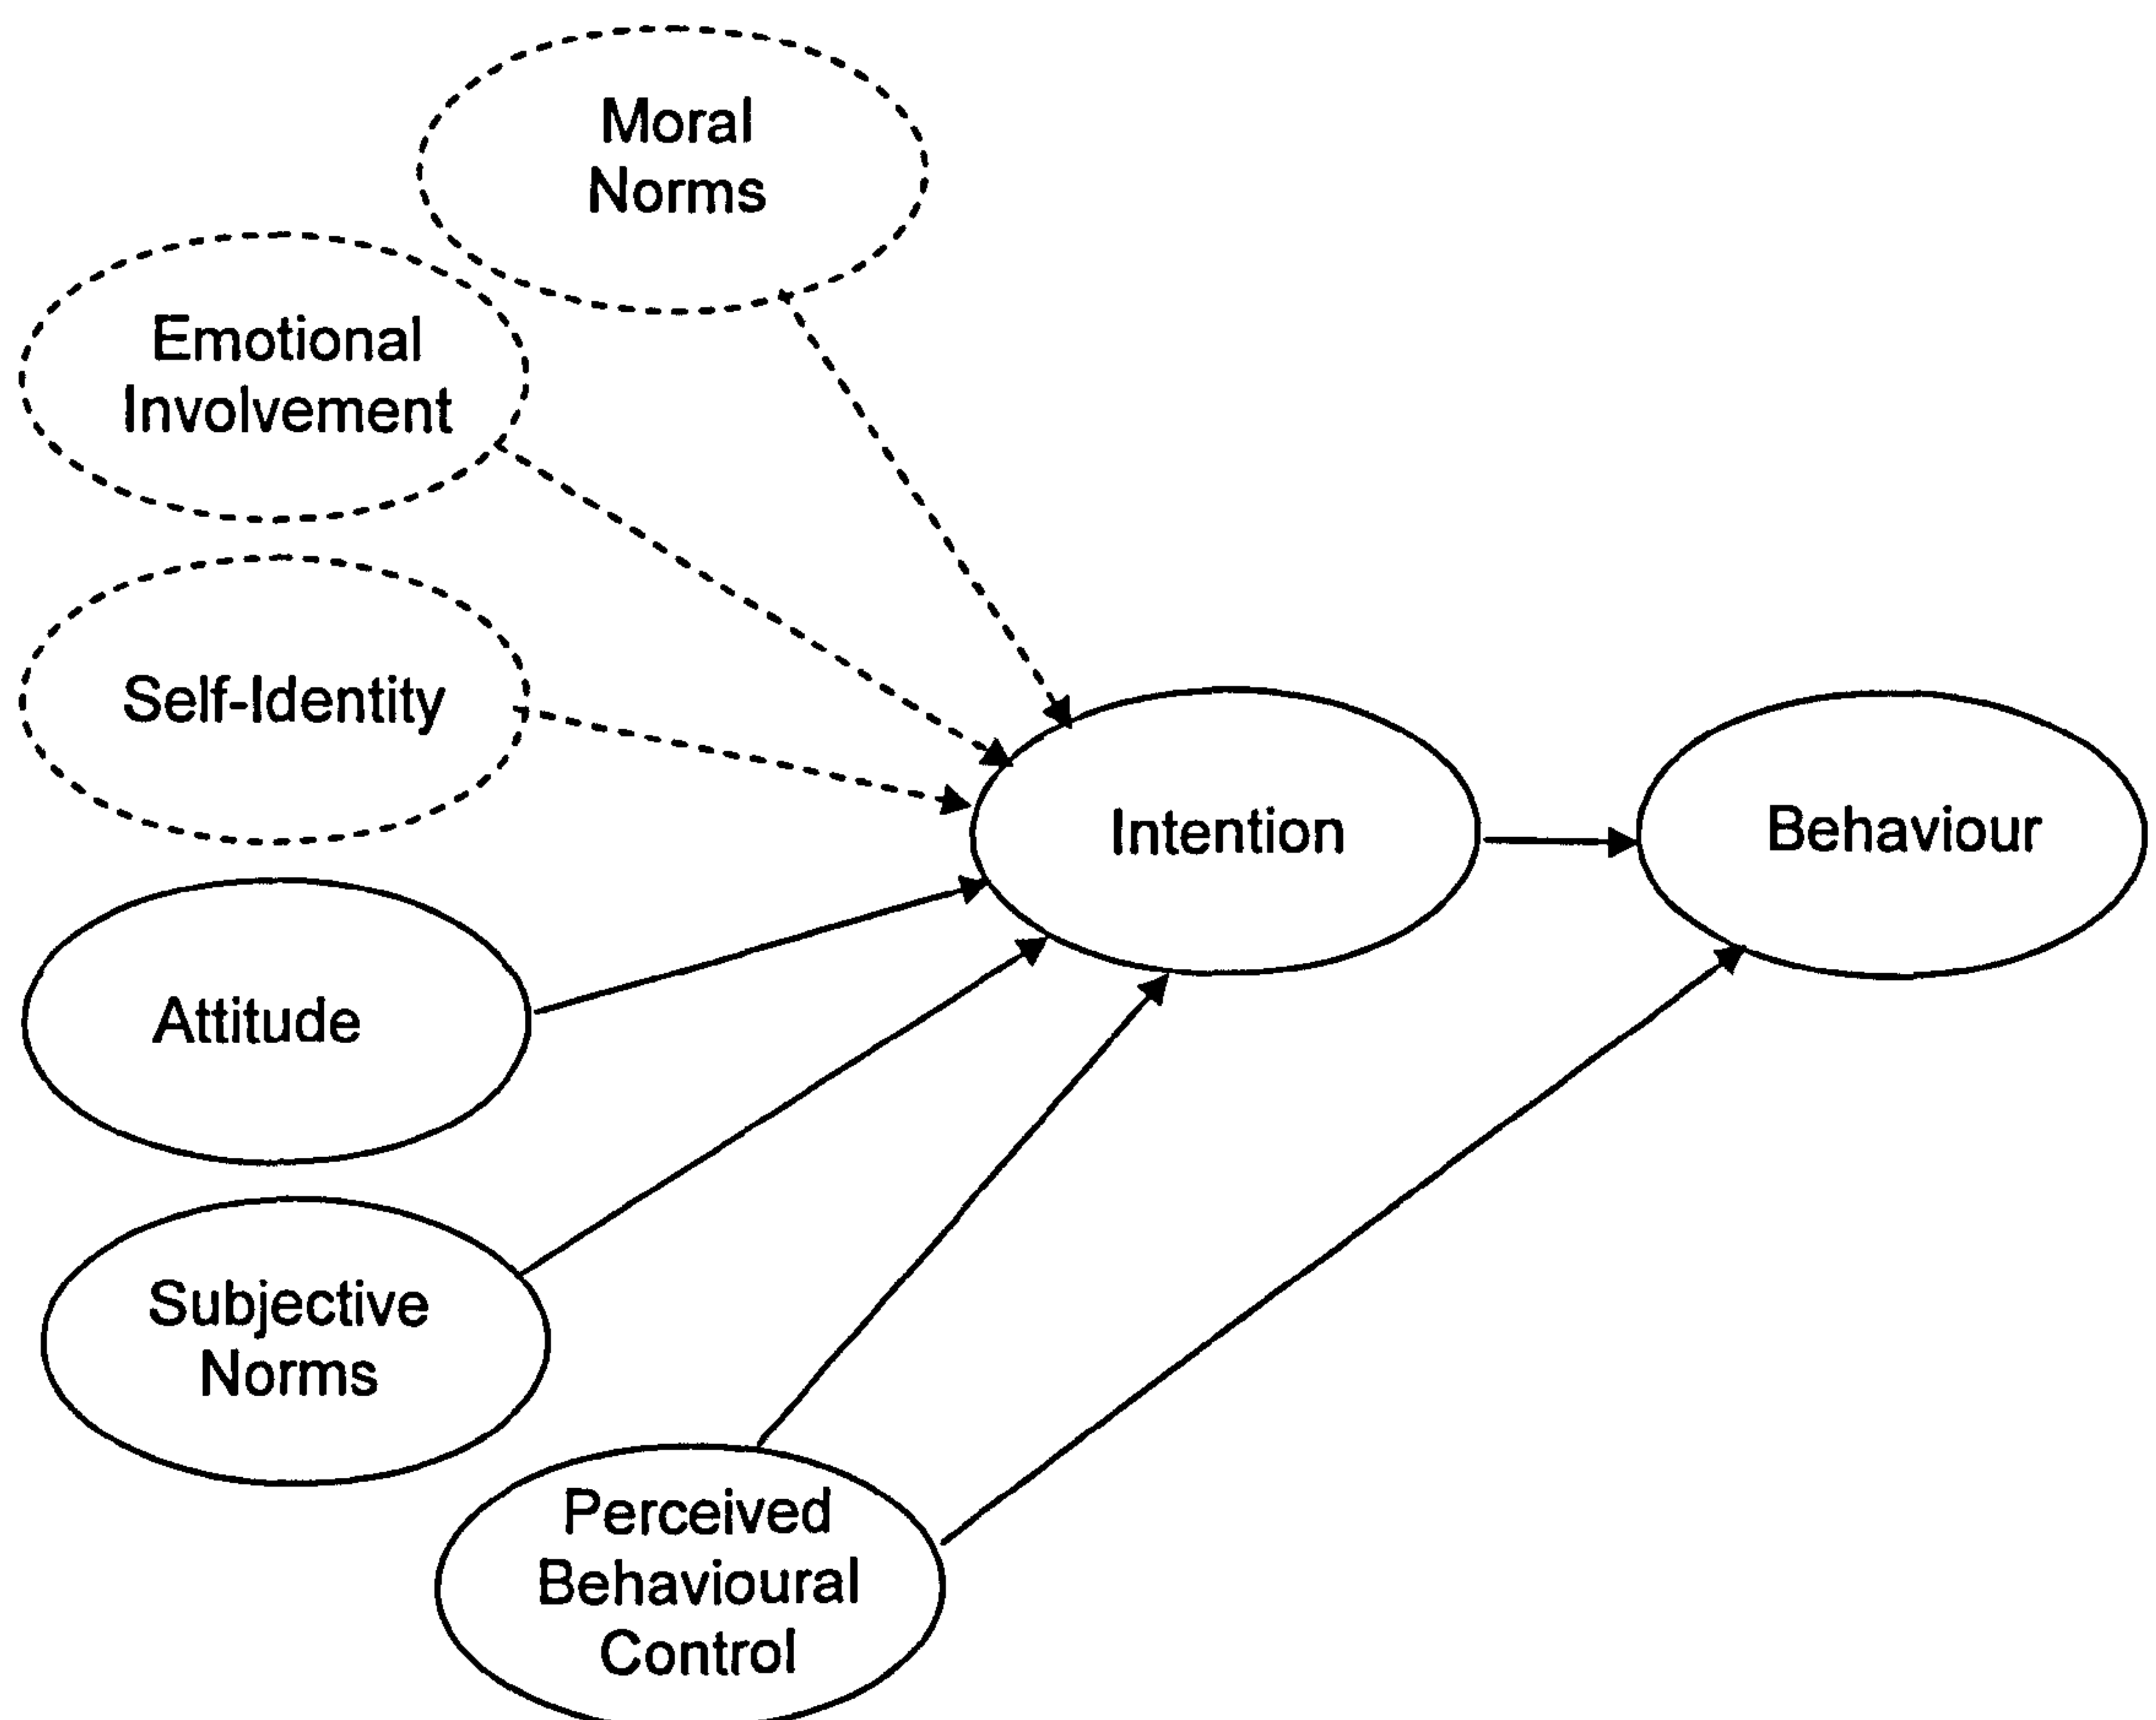 Moral
Norms
Emotional
Involvement
Self-Identity
Intention
Behaviour
Attitude
Subjective
Norms
Perceived
Behavioural
Control